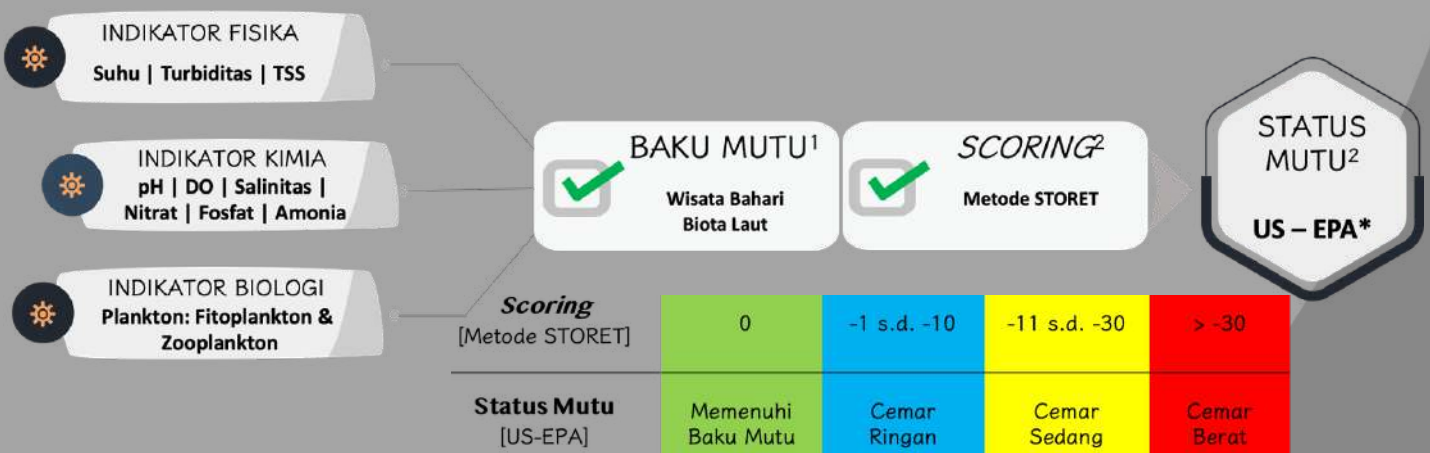 INDIKATOR FISIKA
Suhu | Turbiditas | TSS
INDIKATOR KIMIA
pH | DO | Salinitas |
Nitrat | Fosfat | Amonia
INDIKATOR BIOLOGI
Plankton: Fitoplankton &
Zooplankton
BAKU MUTU¹
Wisata Bahari
Biota Laut
SCORING²
Metode STORET
STATUS
MUTU²
US – EPA*
Scoring
[Metode STORET]
0
-1 s.d. -10
-11 s.d. -30
> -30
Status Mutu
[US-EPA]
Memenuhi
Baku Mutu
Cemar
Ringan
Cemar
Sedang
Cemar
Berat